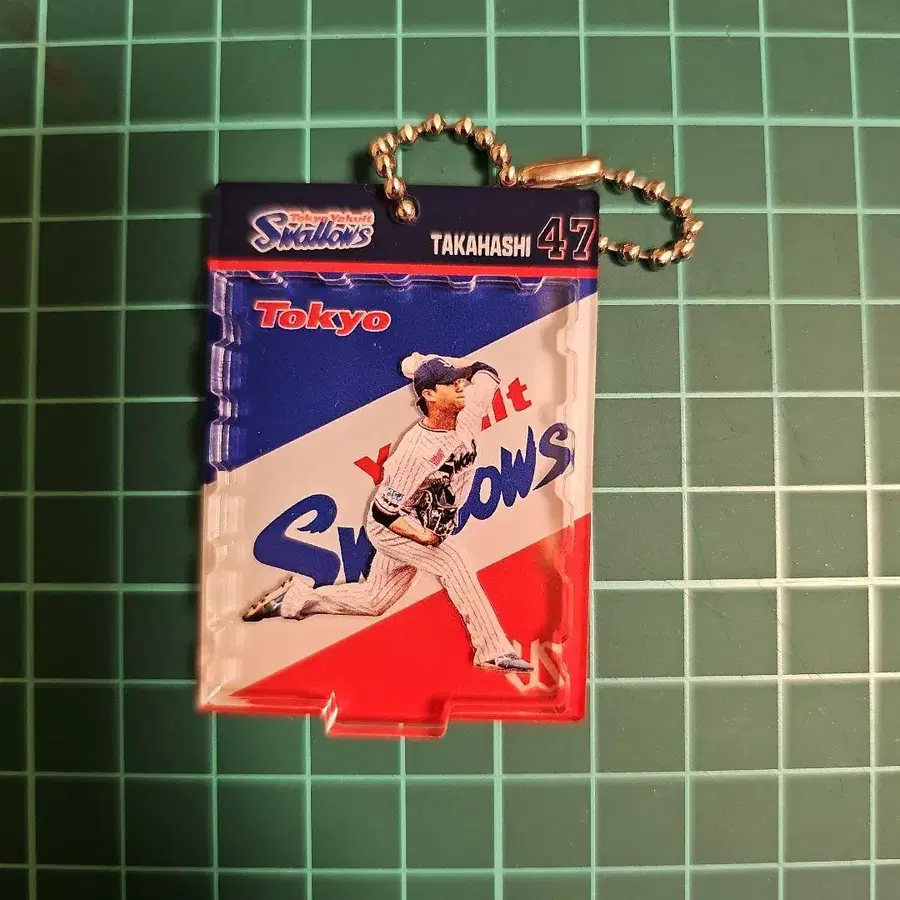 Tokyo Yakult
Swallows
TAKAHASHI 47
Tokyo
Swallows